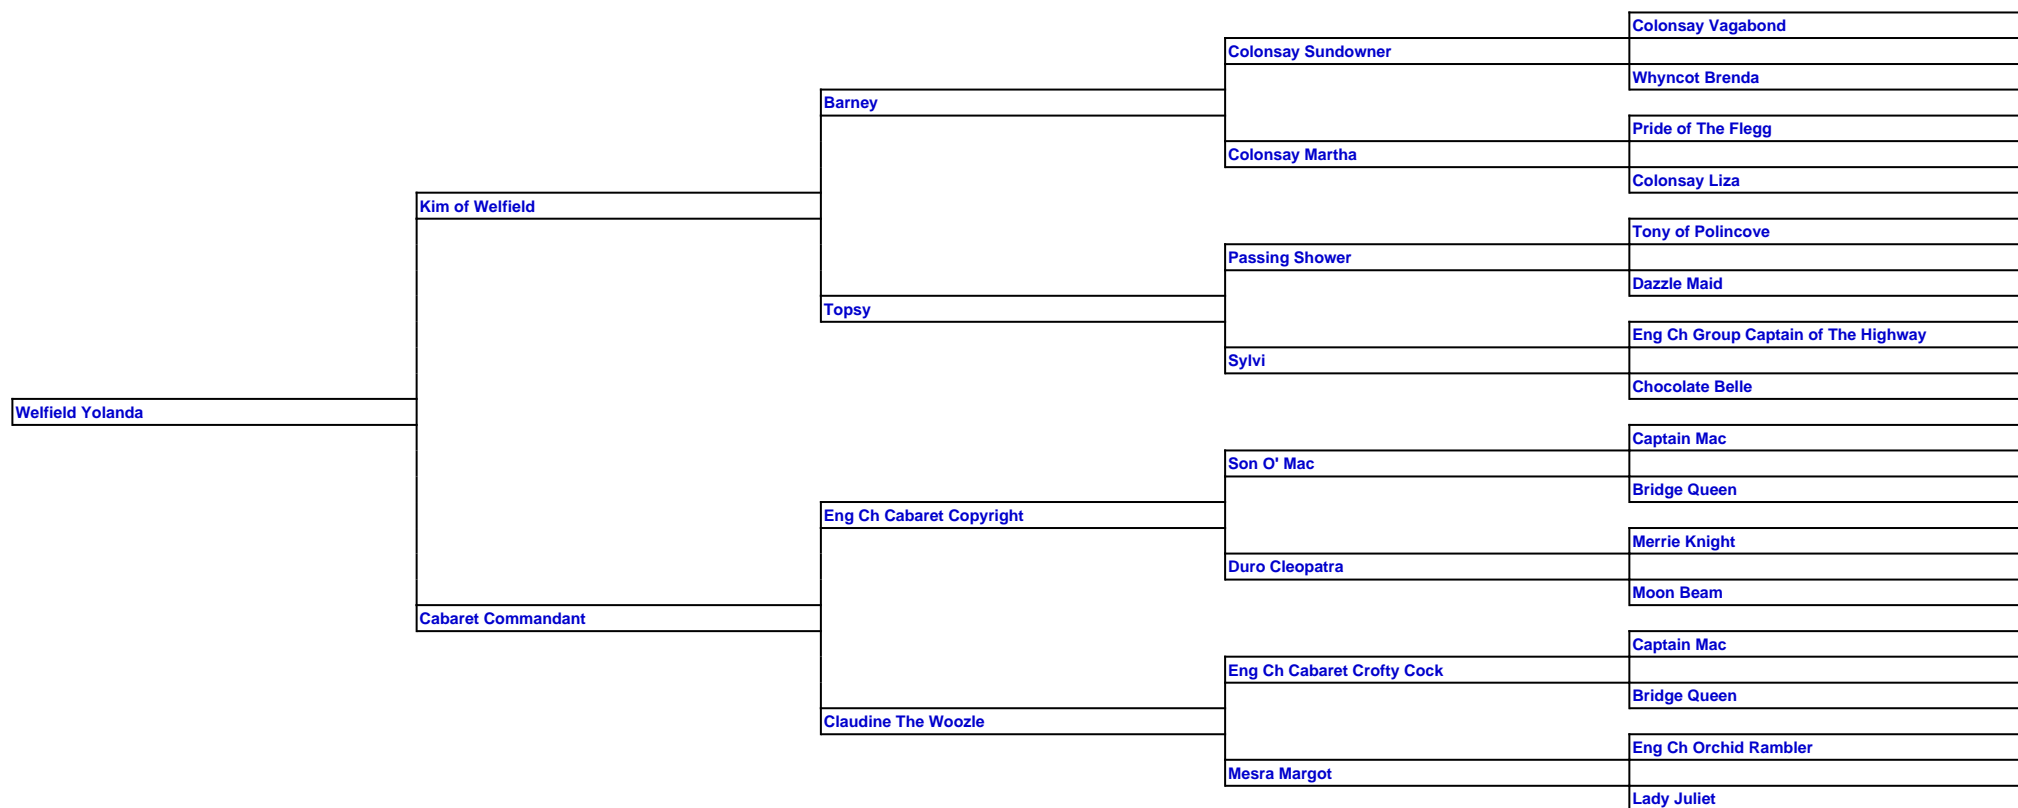 Colonsay Vagabond
Colonsay Sundowner
Whyncot Brenda
Barney
Pride of The Flegg
Colonsay Martha
Colonsay Liza
Kim of Welfield
Tony of Polincove
Passing Shower
Dazzle Maid
Topsy
Eng Ch Group Captain of The Highway
Sylvi
Chocolate Belle
Welfield Yolanda
Captain Mac
Son O' Mac
Bridge Queen
Eng Ch Cabaret Copyright
Merrie Knight
Duro Cleopatra
Moon Beam
Cabaret Commandant
Captain Mac
Eng Ch Cabaret Crofty Cock
Bridge Queen
Claudine The Woozle
Eng Ch Orchid Rambler
Mesra Margot
Lady Juliet